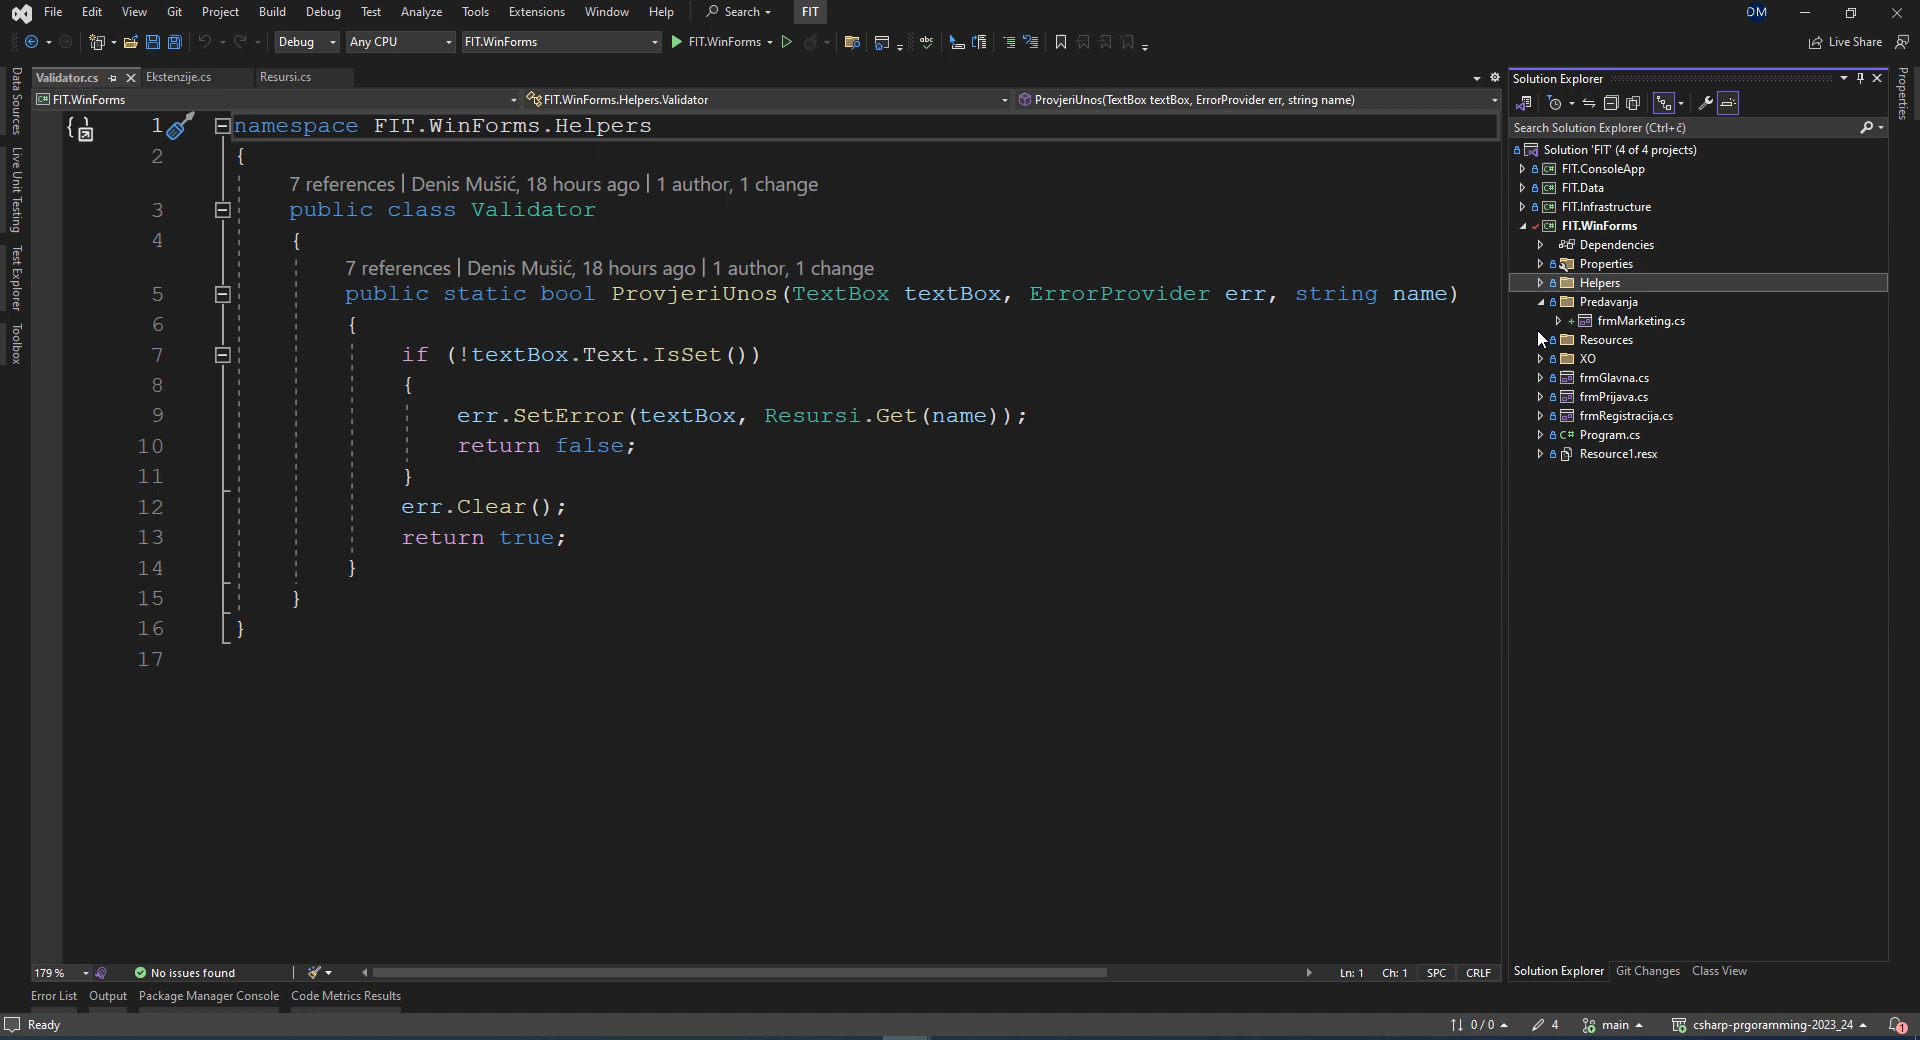 File Edit View Git Project Build Debug Test Analyze Tools Extensions Window Help Search FIT DM
Debug Any CPU FIT.WinForms FIT.WinForms Live Share
Data Sources
Live Unit Testing
Test Explorer
Toolbox
Validator.cs Ekstenzije.cs Resursi.cs
FIT.WinForms FIT.WinForms.Helpers.Validator ProvjeriUnos(TextBox textBox, ErrorProvider err, string name)
1 namespace FIT.WinForms.Helpers
2 {
7 references | Denis Mušić, 18 hours ago | 1 author, 1 change
3 public class Validator
4 {
7 references | Denis Mušić, 18 hours ago | 1 author, 1 change
5 public static bool ProvjeriUnos(TextBox textBox, ErrorProvider err, string name)
6 {
7 if (!textBox.Text.IsSet())
8 {
9 err.SetError(textBox, Resursi.Get(name));
10 return false;
11 }
12 err.Clear();
13 return true;
14 }
15 }
16 }
17
179 % No issues found Ln: 1 Ch: 1 SPC CRLF
Error List Output Package Manager Console Code Metrics Results
Solution Explorer
Search Solution Explorer (Ctrl+č)
Solution 'FIT' (4 of 4 projects)
C# FIT.ConsoleApp
C# FIT.Data
C# FIT.Infrastructure
C# FIT.WinForms
Dependencies
Properties
Helpers
Predavanja
frmMarketing.cs
Resources
XO
frmGlavna.cs
frmPrijava.cs
frmRegistracija.cs
C# Program.cs
Resource1.resx
Solution Explorer Git Changes Class View
Properties
Ready 0 / 0 4 main csharp-prgoramming-2023_24 1